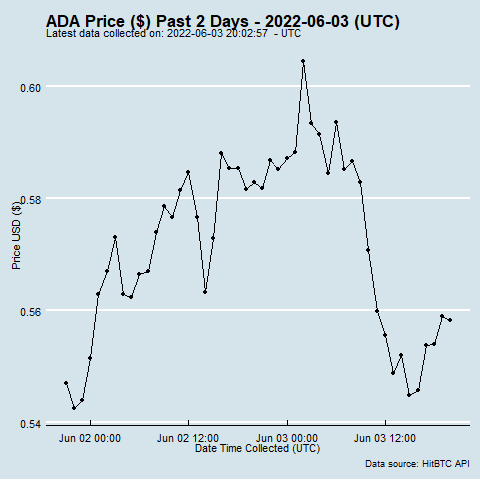 ADA Price ($) Past 2 Days - 2022-06-03 (UTC)
Latest data collected on: 2022-06-03 20:02:57 - UTC
0.60
0.58
0.56
0.54
Price USD ($)
Jun 02 00:00 Jun 02 12:00 Jun 03 00:00 Jun 03 12:00
Date Time Collected (UTC)
Data source: HitBTC API